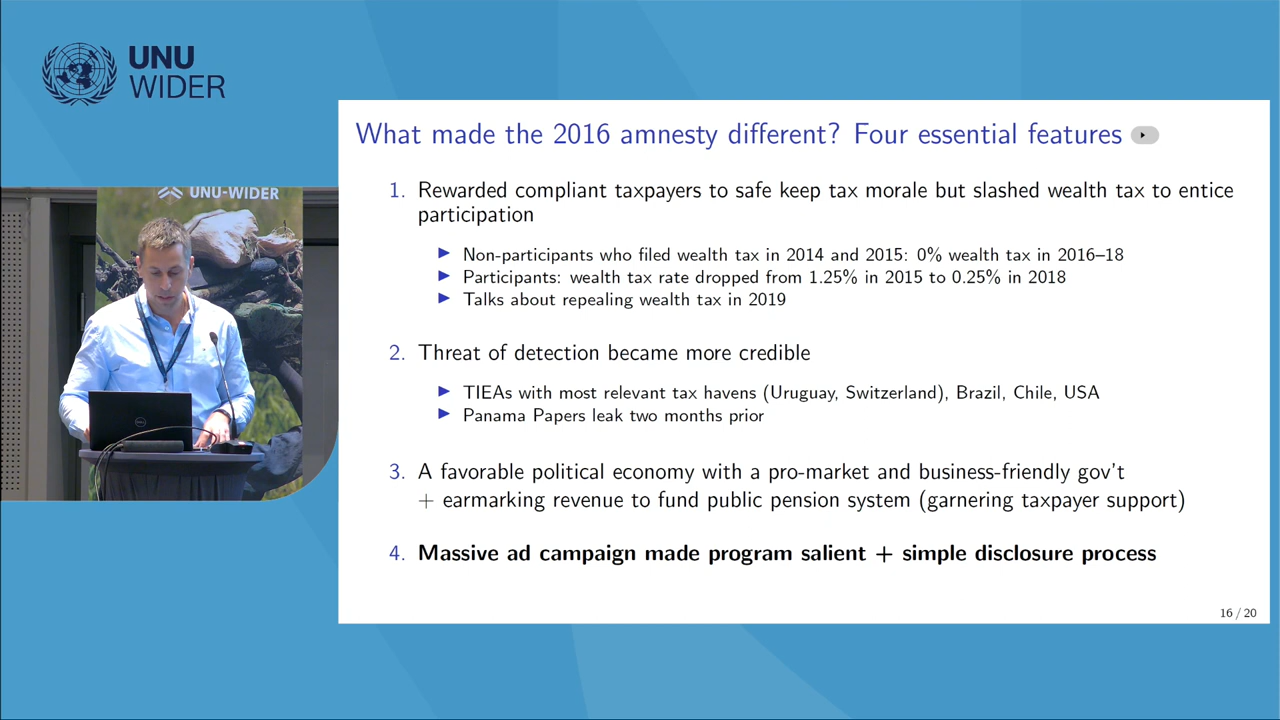 UNU
WIDER
UNU-WIDER
What made the 2016 amnesty different? Four essential features
1. Rewarded compliant taxpayers to safe keep tax morale but slashed wealth tax to entice
participation
▶ Non-participants who filed wealth tax in 2014 and 2015: 0% wealth tax in 2016–18
▶ Participants: wealth tax rate dropped from 1.25% in 2015 to 0.25% in 2018
▶ Talks about repealing wealth tax in 2019
2. Threat of detection became more credible
▶ TIEAs with most relevant tax havens (Uruguay, Switzerland), Brazil, Chile, USA
▶ Panama Papers leak two months prior
3. A favorable political economy with a pro-market and business-friendly gov't
+ earmarking revenue to fund public pension system (garnering taxpayer support)
4. Massive ad campaign made program salient + simple disclosure process
16 / 20